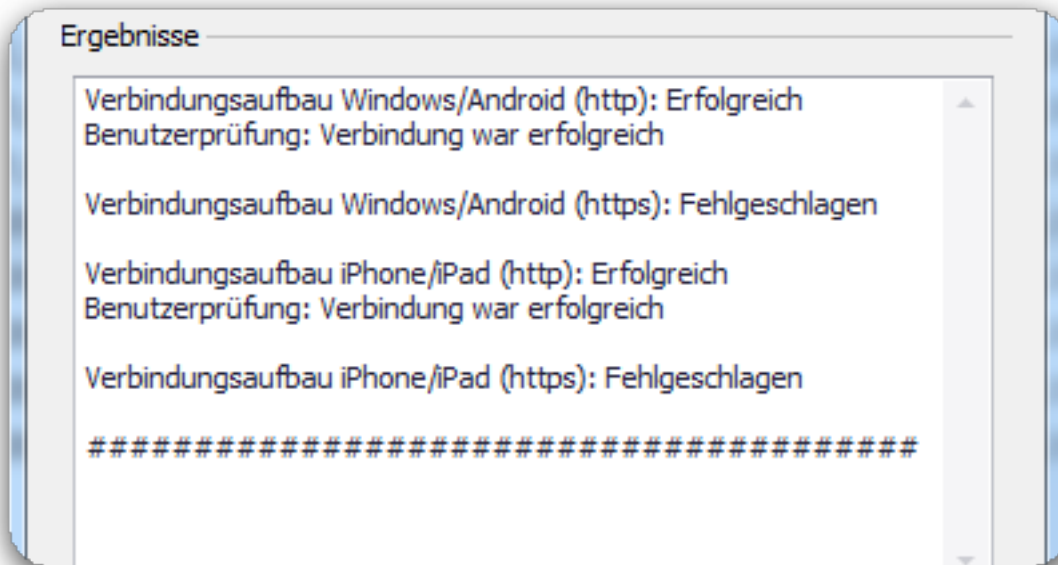 Ergebnisse
Verbindungsaufbau Windows/Android (http): Erfolgreich
Benutzerprüfung: Verbindung war erfolgreich
Verbindungsaufbau Windows/Android (https): Fehlgeschlagen
Verbindungsaufbau iPhone/iPad (http): Erfolgreich
Benutzerprüfung: Verbindung war erfolgreich
Verbindungsaufbau iPhone/iPad (https): Fehlgeschlagen
#######################################